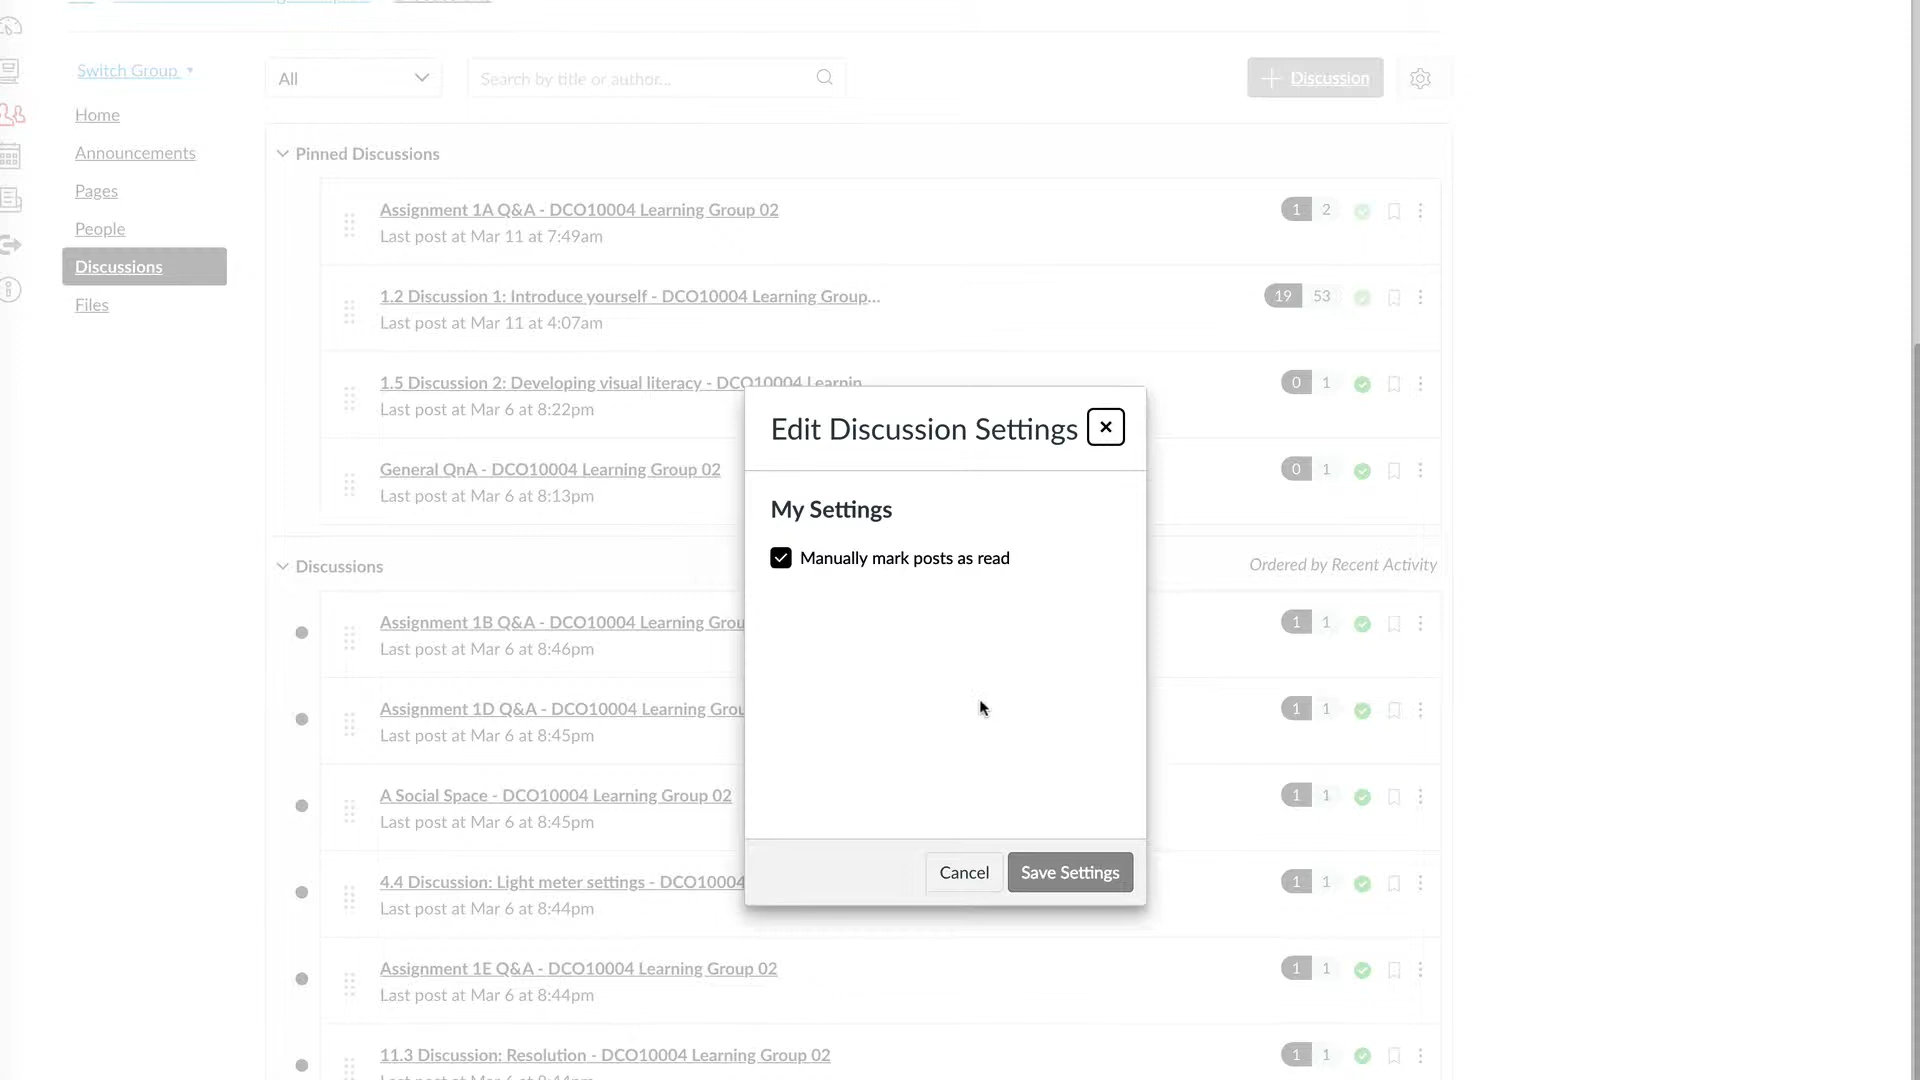 Switch Group
All
Search by title or author...
Discussion
Home
Announcements
Pages
People
Discussions
Files
Pinned Discussions
Assignment 1A Q&A - DCO10004 Learning Group 02
1 2
Last post at Mar 11 at 7:49am
1.2 Discussion 1: Introduce yourself - DCO10004 Learning Group...
19 53
Last post at Mar 11 at 4:07am
1.5 Discussion 2: Developing visual literacy - DCO10004 Learnin
0 1
Last post at Mar 6 at 8:22pm
General QnA - DCO10004 Learning Group 02
0 1
Last post at Mar 6 at 8:13pm
Edit Discussion Settings
My Settings
Manually mark posts as read
Cancel
Save Settings
Discussions
Ordered by Recent Activity
Assignment 1B Q&A - DCO10004 Learning Grou
1 1
Last post at Mar 6 at 8:46pm
Assignment 1D Q&A - DCO10004 Learning Grou
1 1
Last post at Mar 6 at 8:45pm
A Social Space - DCO10004 Learning Group 02
1 1
Last post at Mar 6 at 8:45pm
4.4 Discussion: Light meter settings - DCO10004
1 1
Last post at Mar 6 at 8:44pm
Assignment 1E Q&A - DCO10004 Learning Group 02
1 1
Last post at Mar 6 at 8:44pm
11.3 Discussion: Resolution - DCO10004 Learning Group 02
1 1
Last post at Mar 6 at 8:44pm